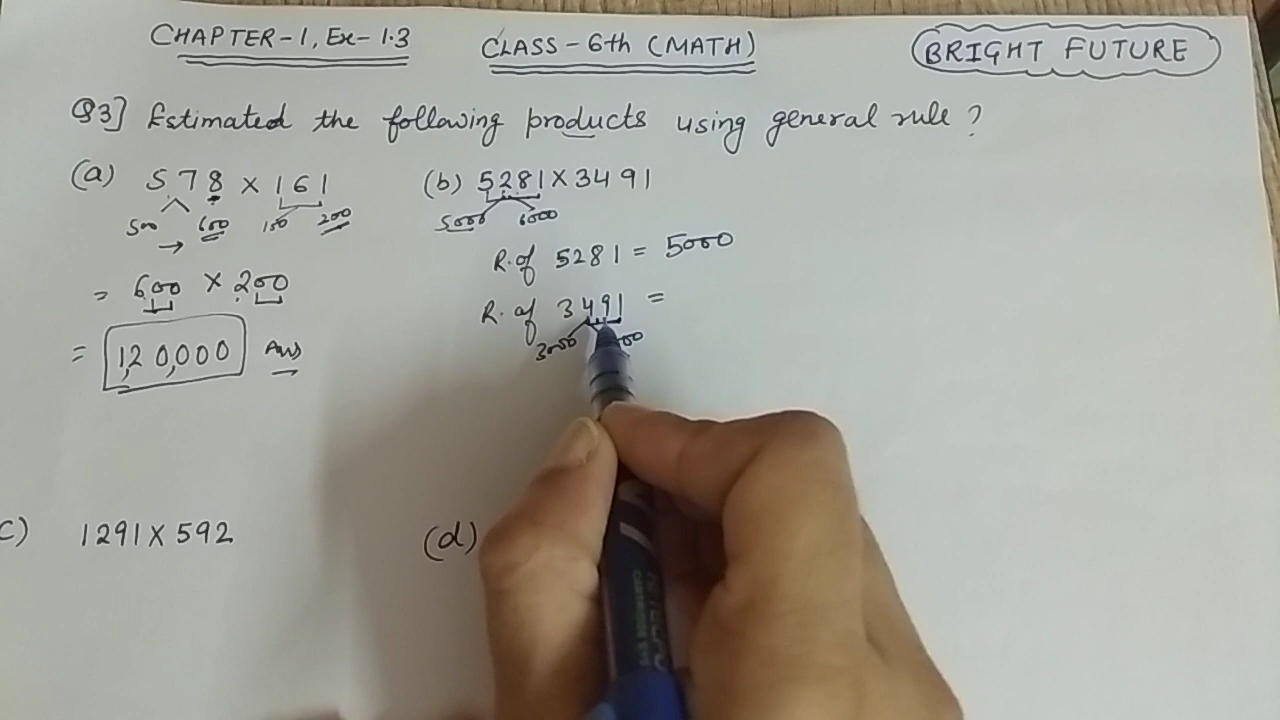 CHAPTER-1, Ex-1.3 CLASS-6th (MATH) BRIGHT FUTURE
Q3] Estimated the following products using general rule ?
(a) 578 × 161
500 600 100 200
→
= 600 × 200
= 120,000 Ans
(b) 5281 × 3491
5000 6000
R. of 5281 = 5000
R. of 3491 =
3000
c) 1291 × 592
(d)